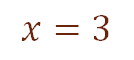 x = 3